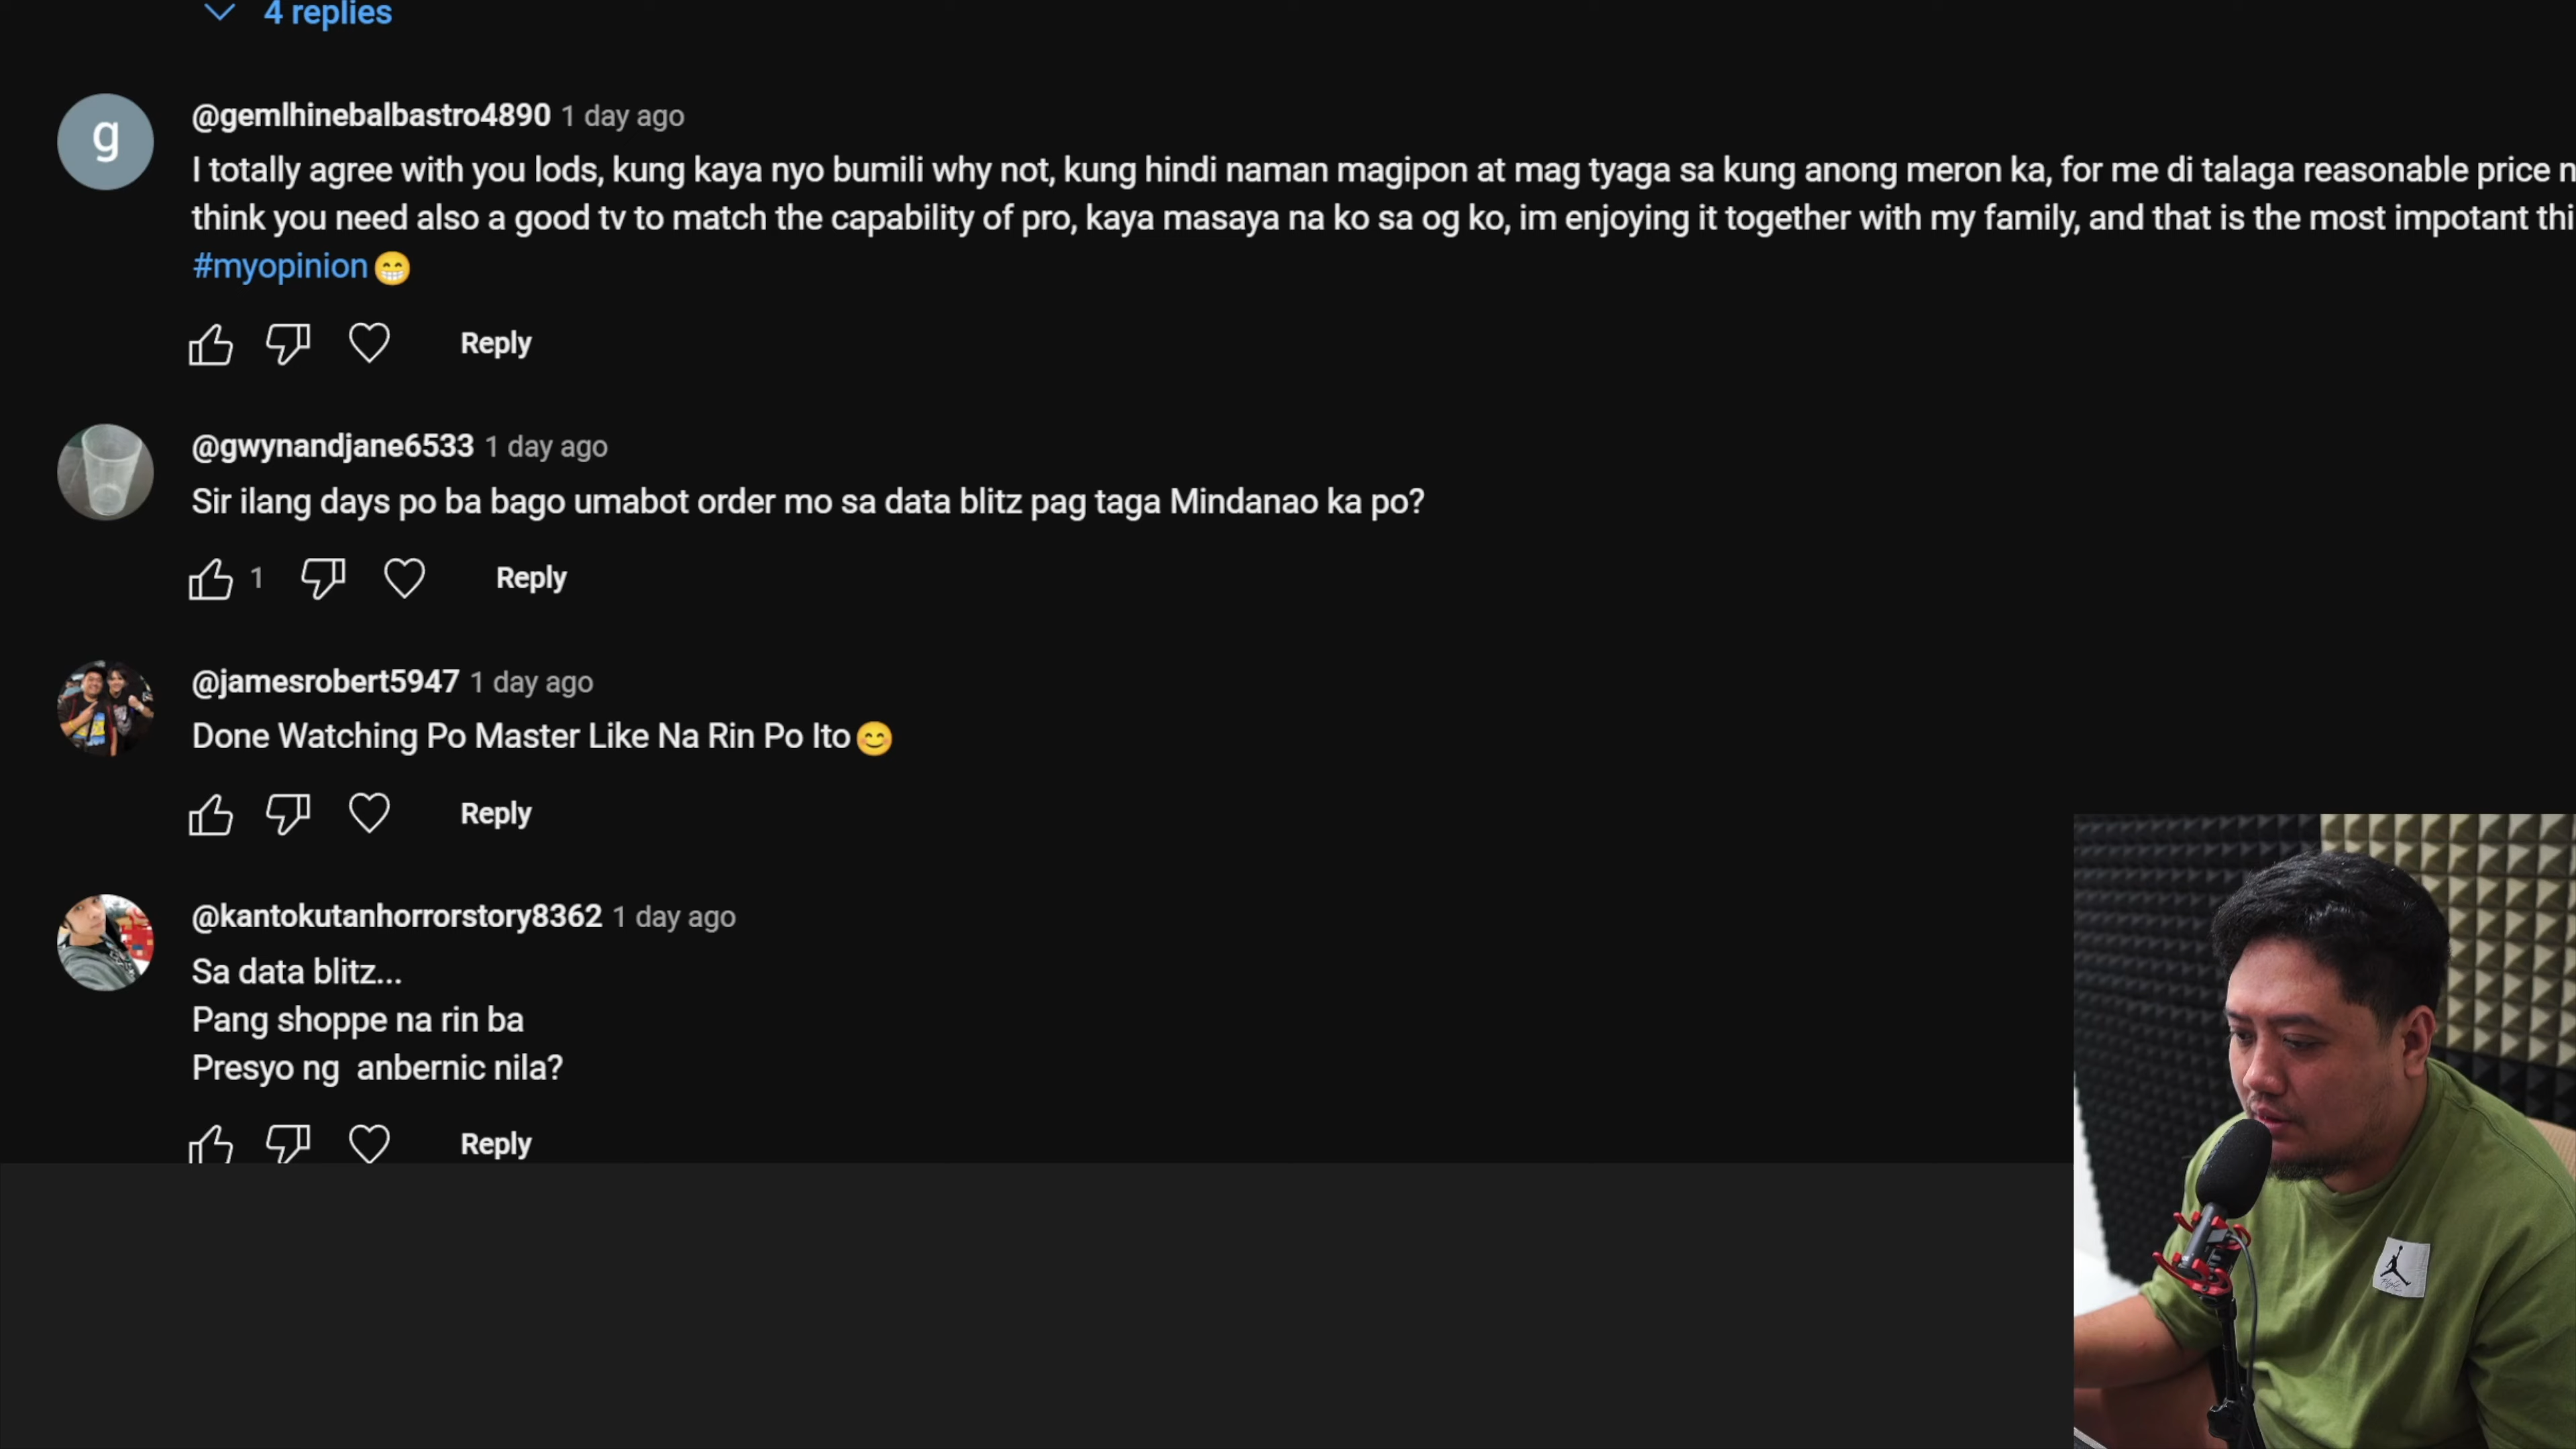 4 replies
g
@gemlhinebalbastro4890 1 day ago
I totally agree with you lods, kung kaya nyo bumili why not, kung hindi naman magipon at mag tyaga sa kung anong meron ka, for me di talaga reasonable price
think you need also a good tv to match the capability of pro, kaya masaya na ko sa og ko, im enjoying it together with my family, and that is the most impotant
#myopinion😁
Reply
@gwynandjane6533 1 day ago
Sir ilang days po ba bago umabot order mo sa data blitz pag taga Mindanao ka po?
1 Reply
@jamesrobert5947 1 day ago
Done Watching Po Master Like Na Rin Po Ito😊
Reply
@kantokutanhorrorstory8362 1 day ago
Sa data blitz...
Pang shoppe na rin ba
Presyo ng anbernic nila?
Reply